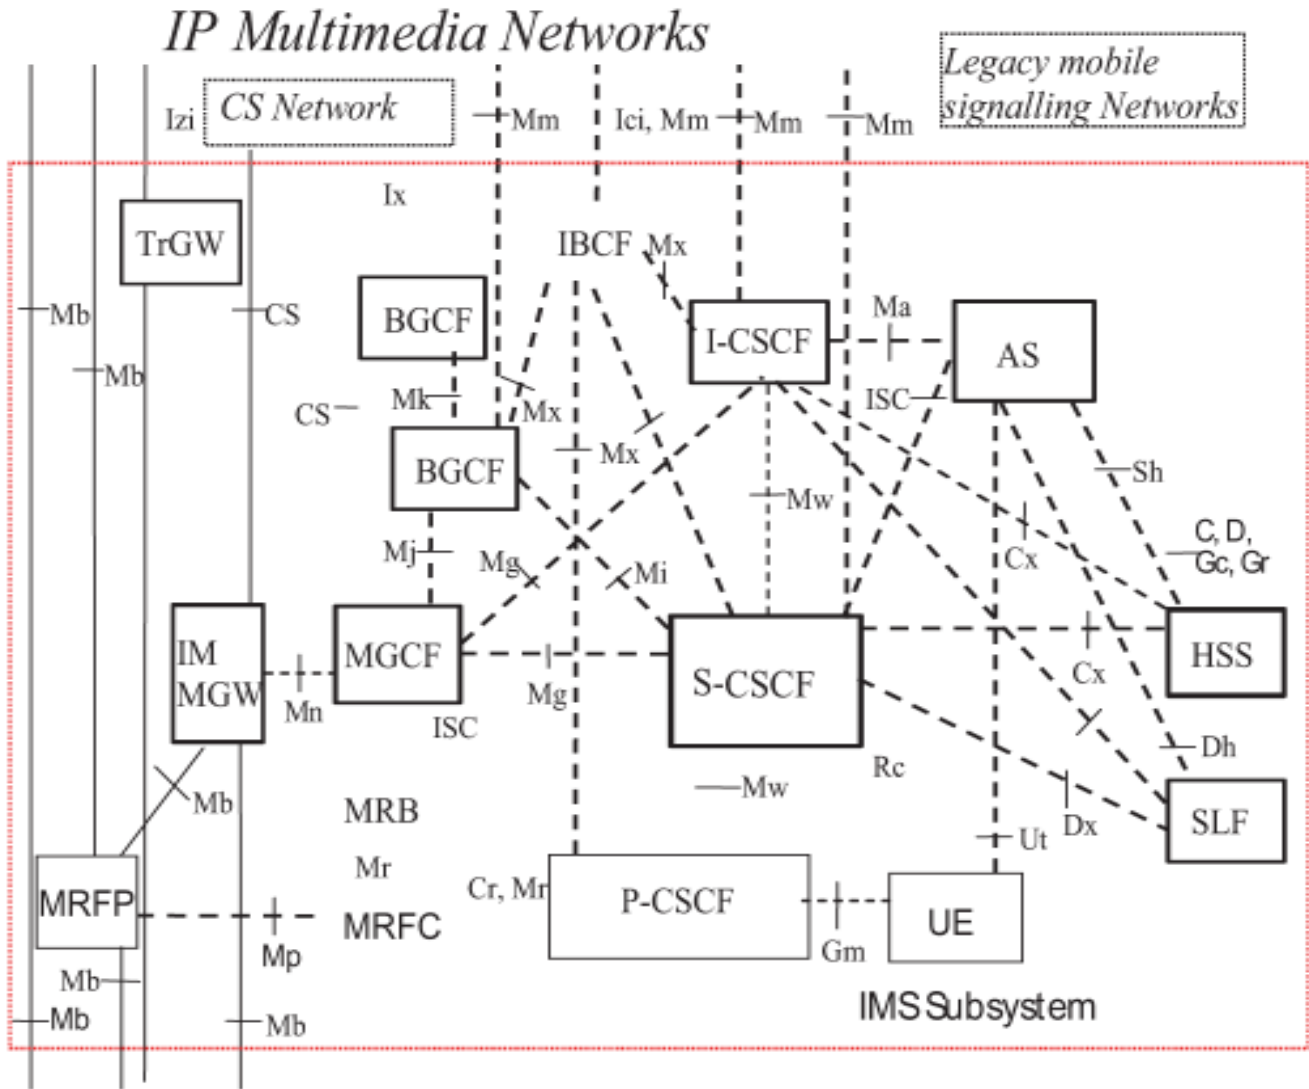 IP Multimedia Networks
Legacy mobile
signalling Networks
Izi
CS Network
Mm
Ici, Mm
Mm
Mm
Ix
TrGW
IBCF
Mx
Mb
CS
BGCF
I-CSCF
Ma
AS
Mb
CS
Mk
Mx
ISC
BGCF
Mx
Mw
Sh
Mj
Mg
Mi
Cx
C, D,
Gc, Gr
IM
MGW
MGCF
S-CSCF
HSS
Mn
ISC
Mg
Cx
Mb
MRB
Mw
Rc
Dh
Mr
Dx
Ut
SLF
MRFP
Cr, Mr
P-CSCF
UE
MRFC
Mp
Gm
Mb
Mb
Mb
IMS Subsystem